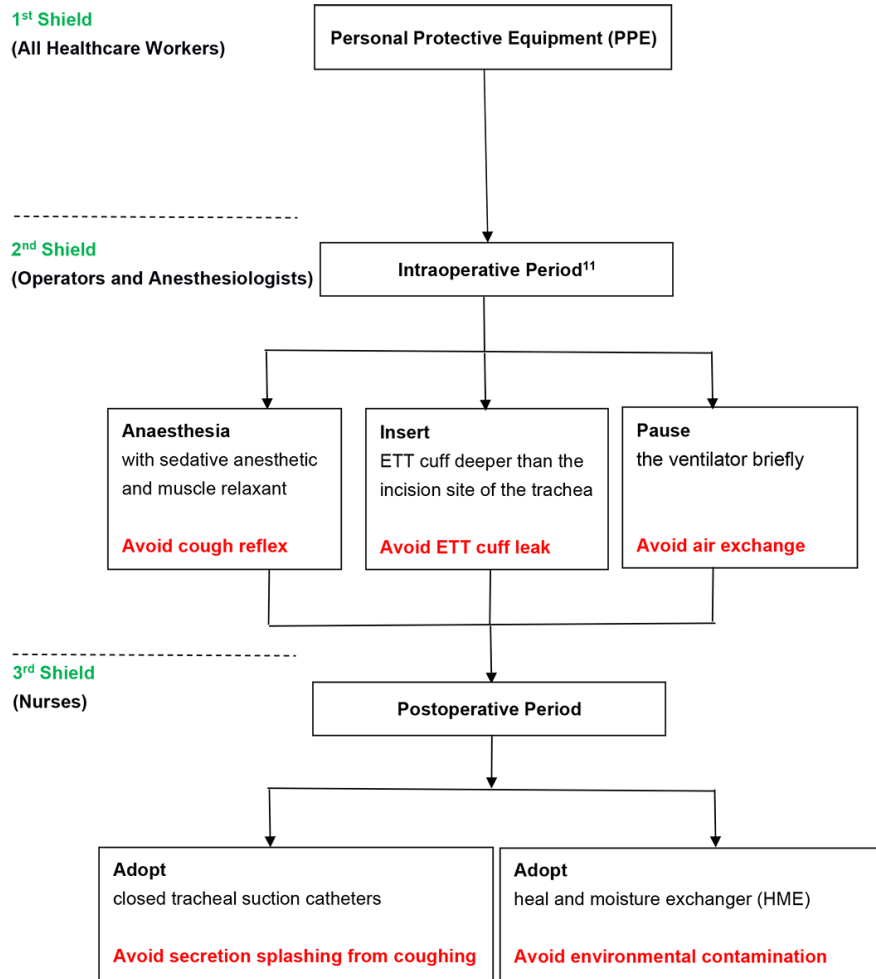 1st Shield
(All Healthcare Workers)
Personal Protective Equipment (PPE)
2nd Shield
(Operators and Anesthesiologists)
Intraoperative Period11
Anaesthesia
with sedative anesthetic
and muscle relaxant
Avoid cough reflex
Insert
ETT cuff deeper than the
incision site of the trachea
Avoid ETT cuff leak
Pause
the ventilator briefly
Avoid air exchange
3rd Shield
(Nurses)
Postoperative Period
Adopt
closed tracheal suction catheters
Avoid secretion splashing from coughing
Adopt
heal and moisture exchanger (HME)
Avoid environmental contamination